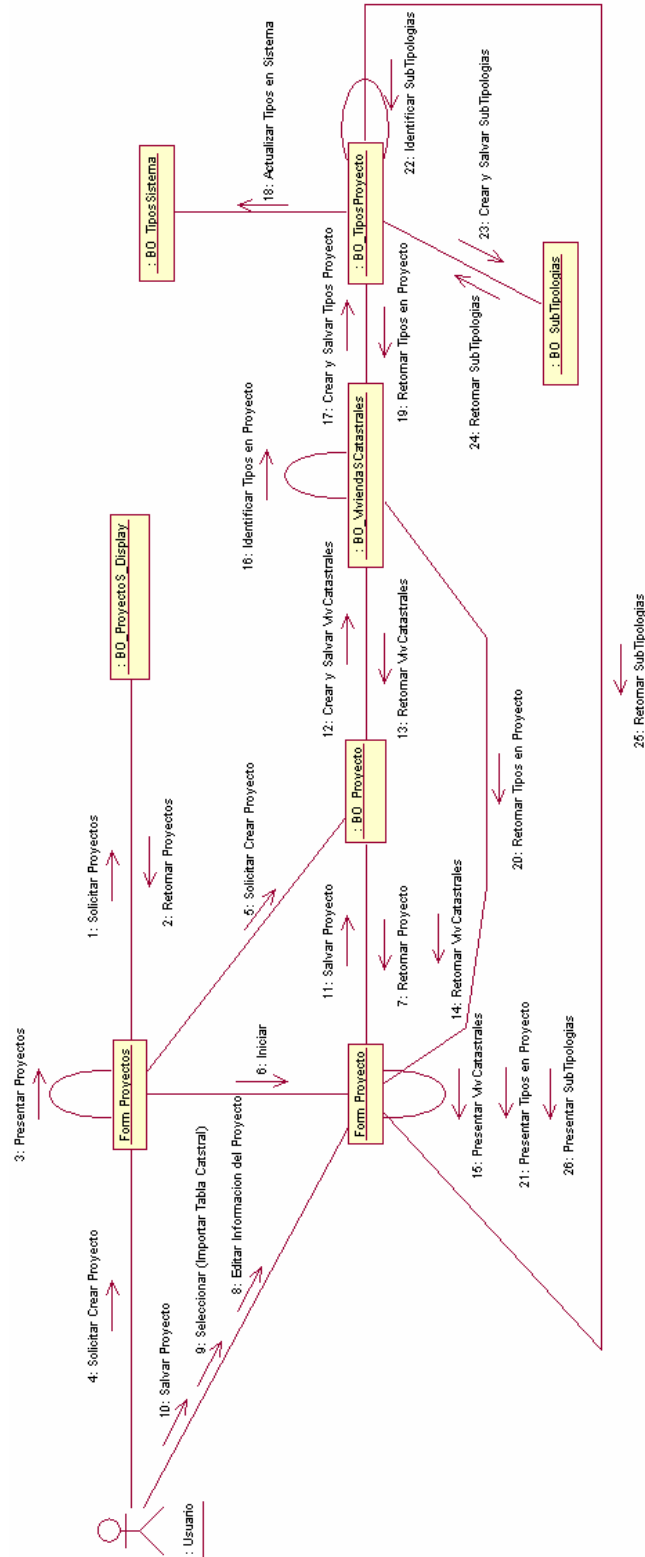 3: Presentar Proyectos
Form_Proyectos
1: Solicitar Proyectos
2: Retornar Proyectos
: BO_ProyectoS_Display
: BO_TiposSistema
4: Solicitar Crear Proyecto
5: Solicitar Crear Proyecto
16: Identificar Tipos en Proyecto
18: Actualizar Tipos en Sistema
: Usuario
10: Salvar Proyecto
9: Seleccionar (Importar Tabla Catstral)
8: Editar Informacion del Proyecto
6: Iniciar
Form_Proyecto
11: Salvar Proyecto
7: Retornar Proyecto
: BO_Proyecto
12: Crear y Salvar VivCatastrales
13: Retornar VivCatastrales
: BO_ViviendaSCatastrales
17: Crear y Salvar Tipos Proyecto
19: Retornar Tipos en Proyecto
: BO_TiposProyecto
22: Identificar SubTipologias
14: Retornar VivCatastrales
15: Presentar VivCatastrales
21: Presentar Tipos en Proyecto
26: Presentar SubTipologias
20: Retornar Tipos en Proyecto
23: Crear y Salvar SubTipologias
24: Retornar SubTipologias
: BO_SubTipologias
25: Retornar SubTipologias